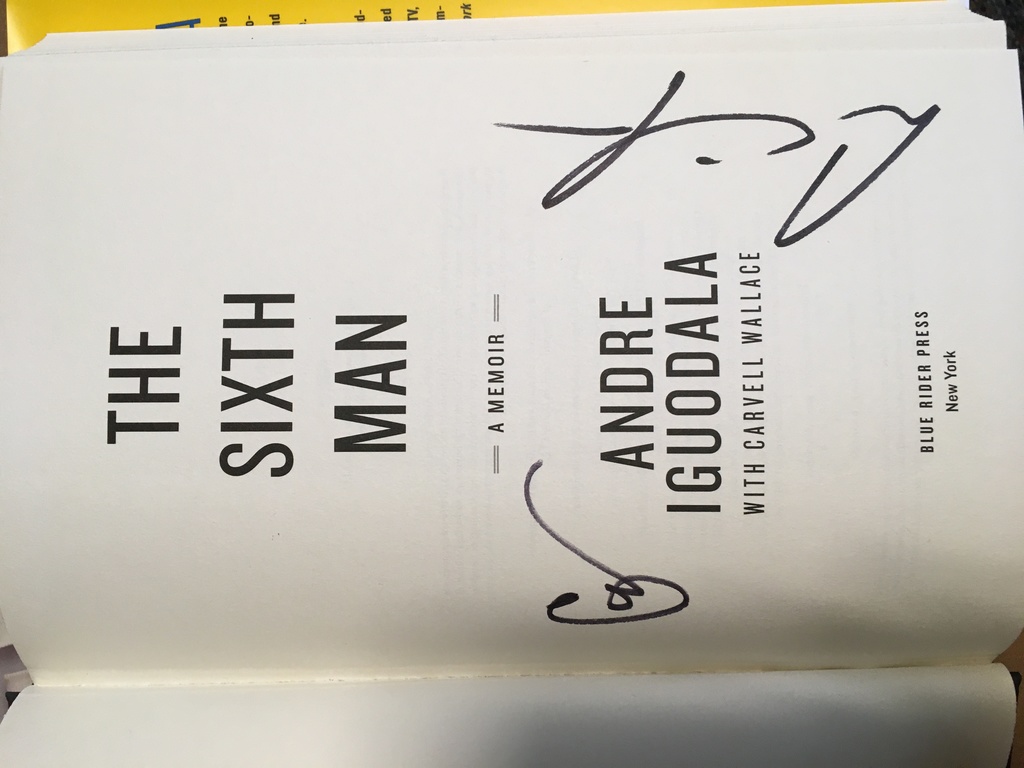 THE
SIXTH
MAN
A MEMOIR
ANDRE
IGUODALA
WITH CARVELL WALLACE
BLUE RIDER PRESS
New York